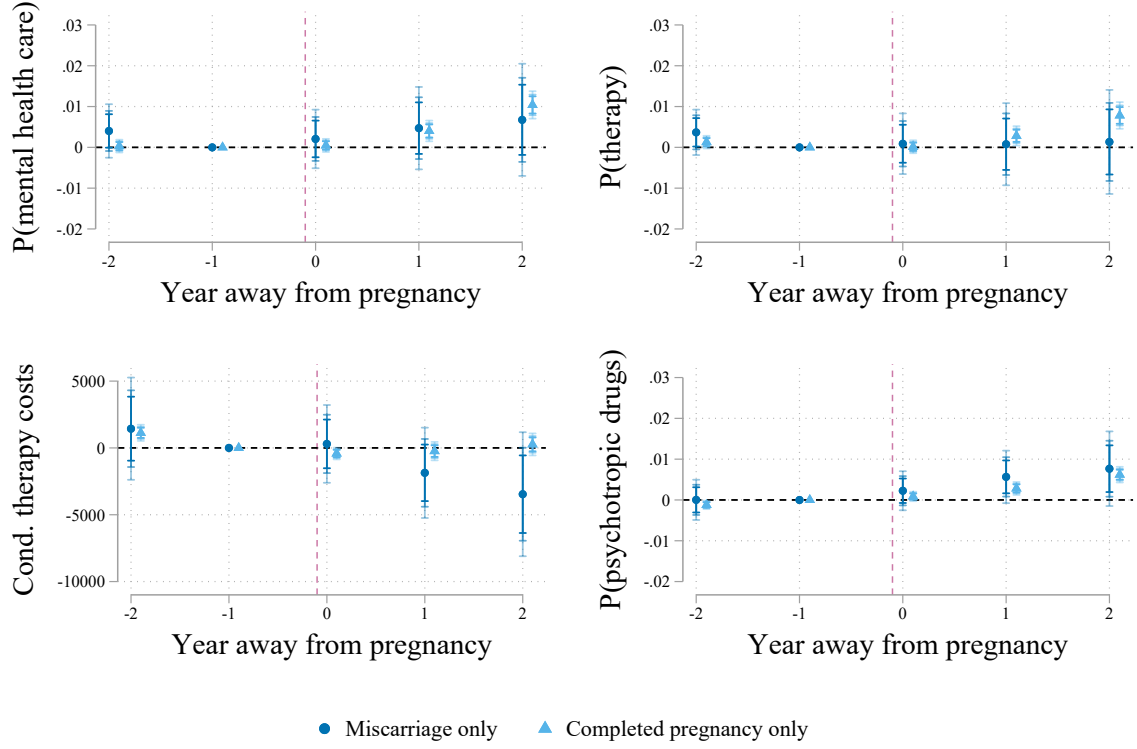 P(mental health care)
.03
.02
.01
0
-.01
-.02
-2 -1 0 1 2
Year away from pregnancy
P(therapy)
.03
.02
.01
0
-.01
-.02
-2 -1 0 1 2
Year away from pregnancy
Cond. therapy costs
5000
0
-5000
-10000
-2 -1 0 1 2
Year away from pregnancy
P(psychotropic drugs)
.03
.02
.01
0
-.01
-.02
-2 -1 0 1 2
Year away from pregnancy
Miscarriage only Completed pregnancy only